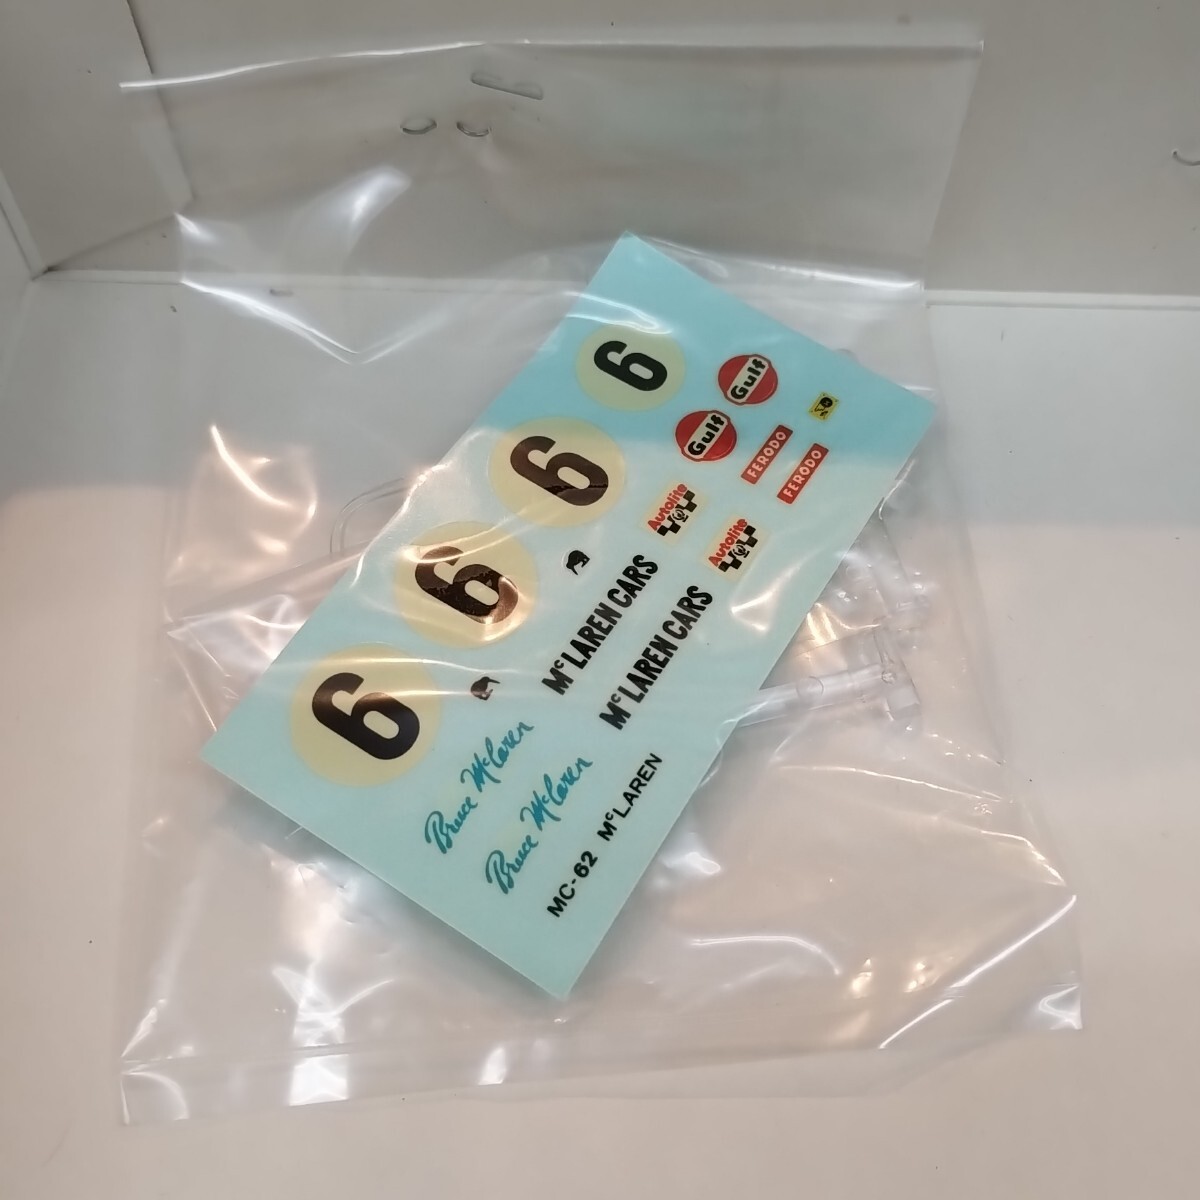 6
6
6
6
Gulf
Gulf
FERODO
FERODO
Autolite
Autolite
McLAREN CARS
McLAREN CARS
Bruce McLaren
Bruce McLaren
MC-62 McLAREN